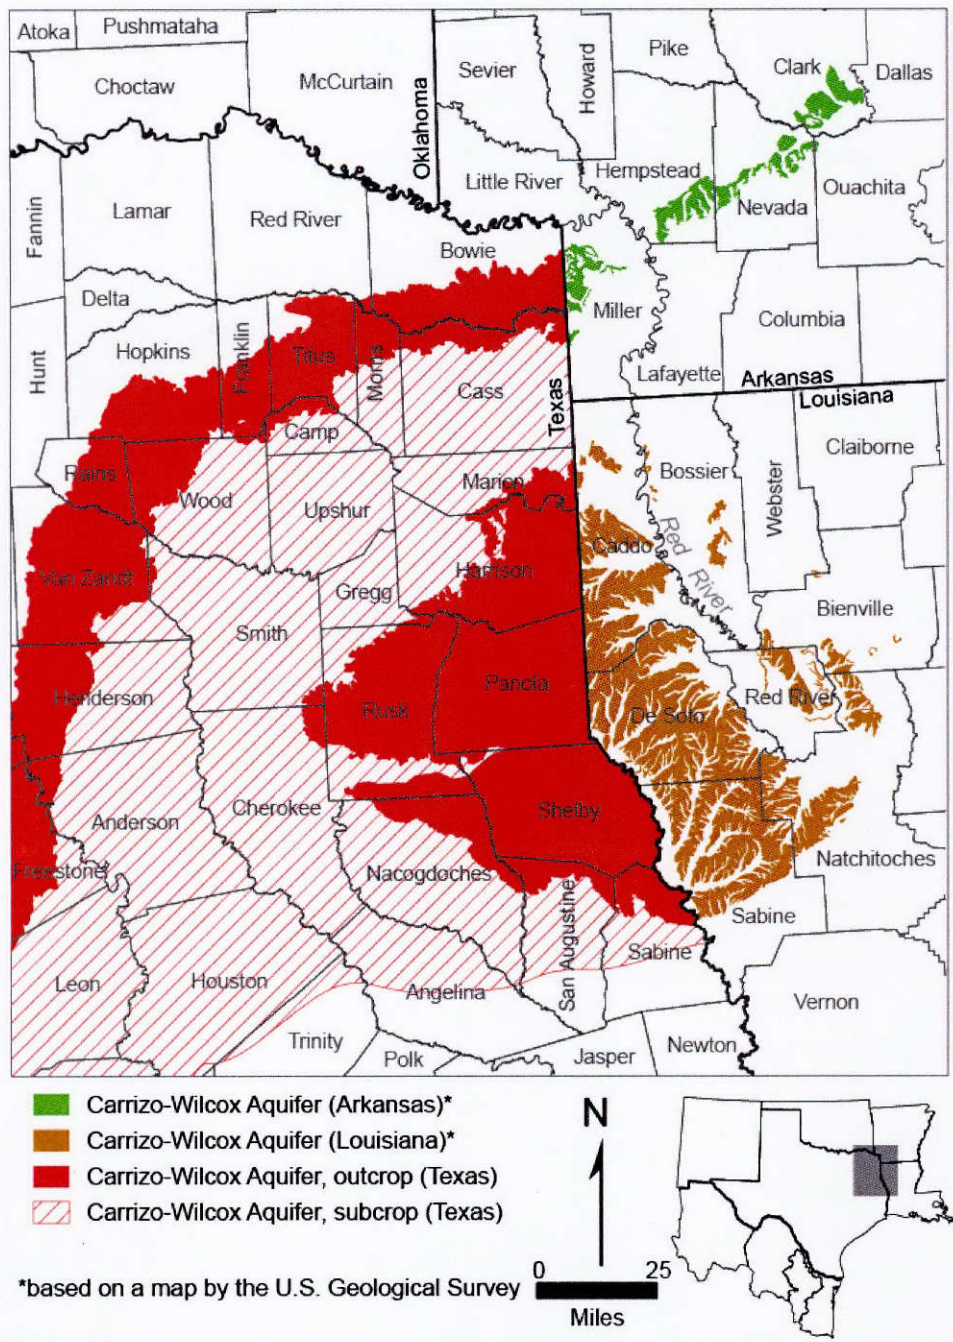 Atoka
Pushmataha
Choctaw
McCurtain
Oklahoma
Sevier
Howard
Pike
Clark
Dallas
Little River
Hempstead
Nevada
Ouachita
Fannin
Lamar
Red River
Bowie
Delta
Hunt
Hopkins
Franklin
Titus
Morris
Cass
Texas
Miller
Lafayette
Columbia
Arkansas
Louisiana
Rains
Wood
Camp
Upshur
Marion
Bossier
Webster
Claiborne
Van Zandt
Smith
Gregg
Harrison
Caddo
Red River
Bienville
Henderson
Rusk
Panola
De Soto
Red River
Anderson
Cherokee
Shelby
Natchitoches
Freestone
Nacogdoches
San Augustine
Sabine
Sabine
Leon
Houston
Angelina
Vernon
Trinity
Polk
Jasper
Newton
Carrizo-Wilcox Aquifer (Arkansas)*
Carrizo-Wilcox Aquifer (Louisiana)*
Carrizo-Wilcox Aquifer, outcrop (Texas)
Carrizo-Wilcox Aquifer, subcrop (Texas)
*based on a map by the U.S. Geological Survey
N
0 25
Miles